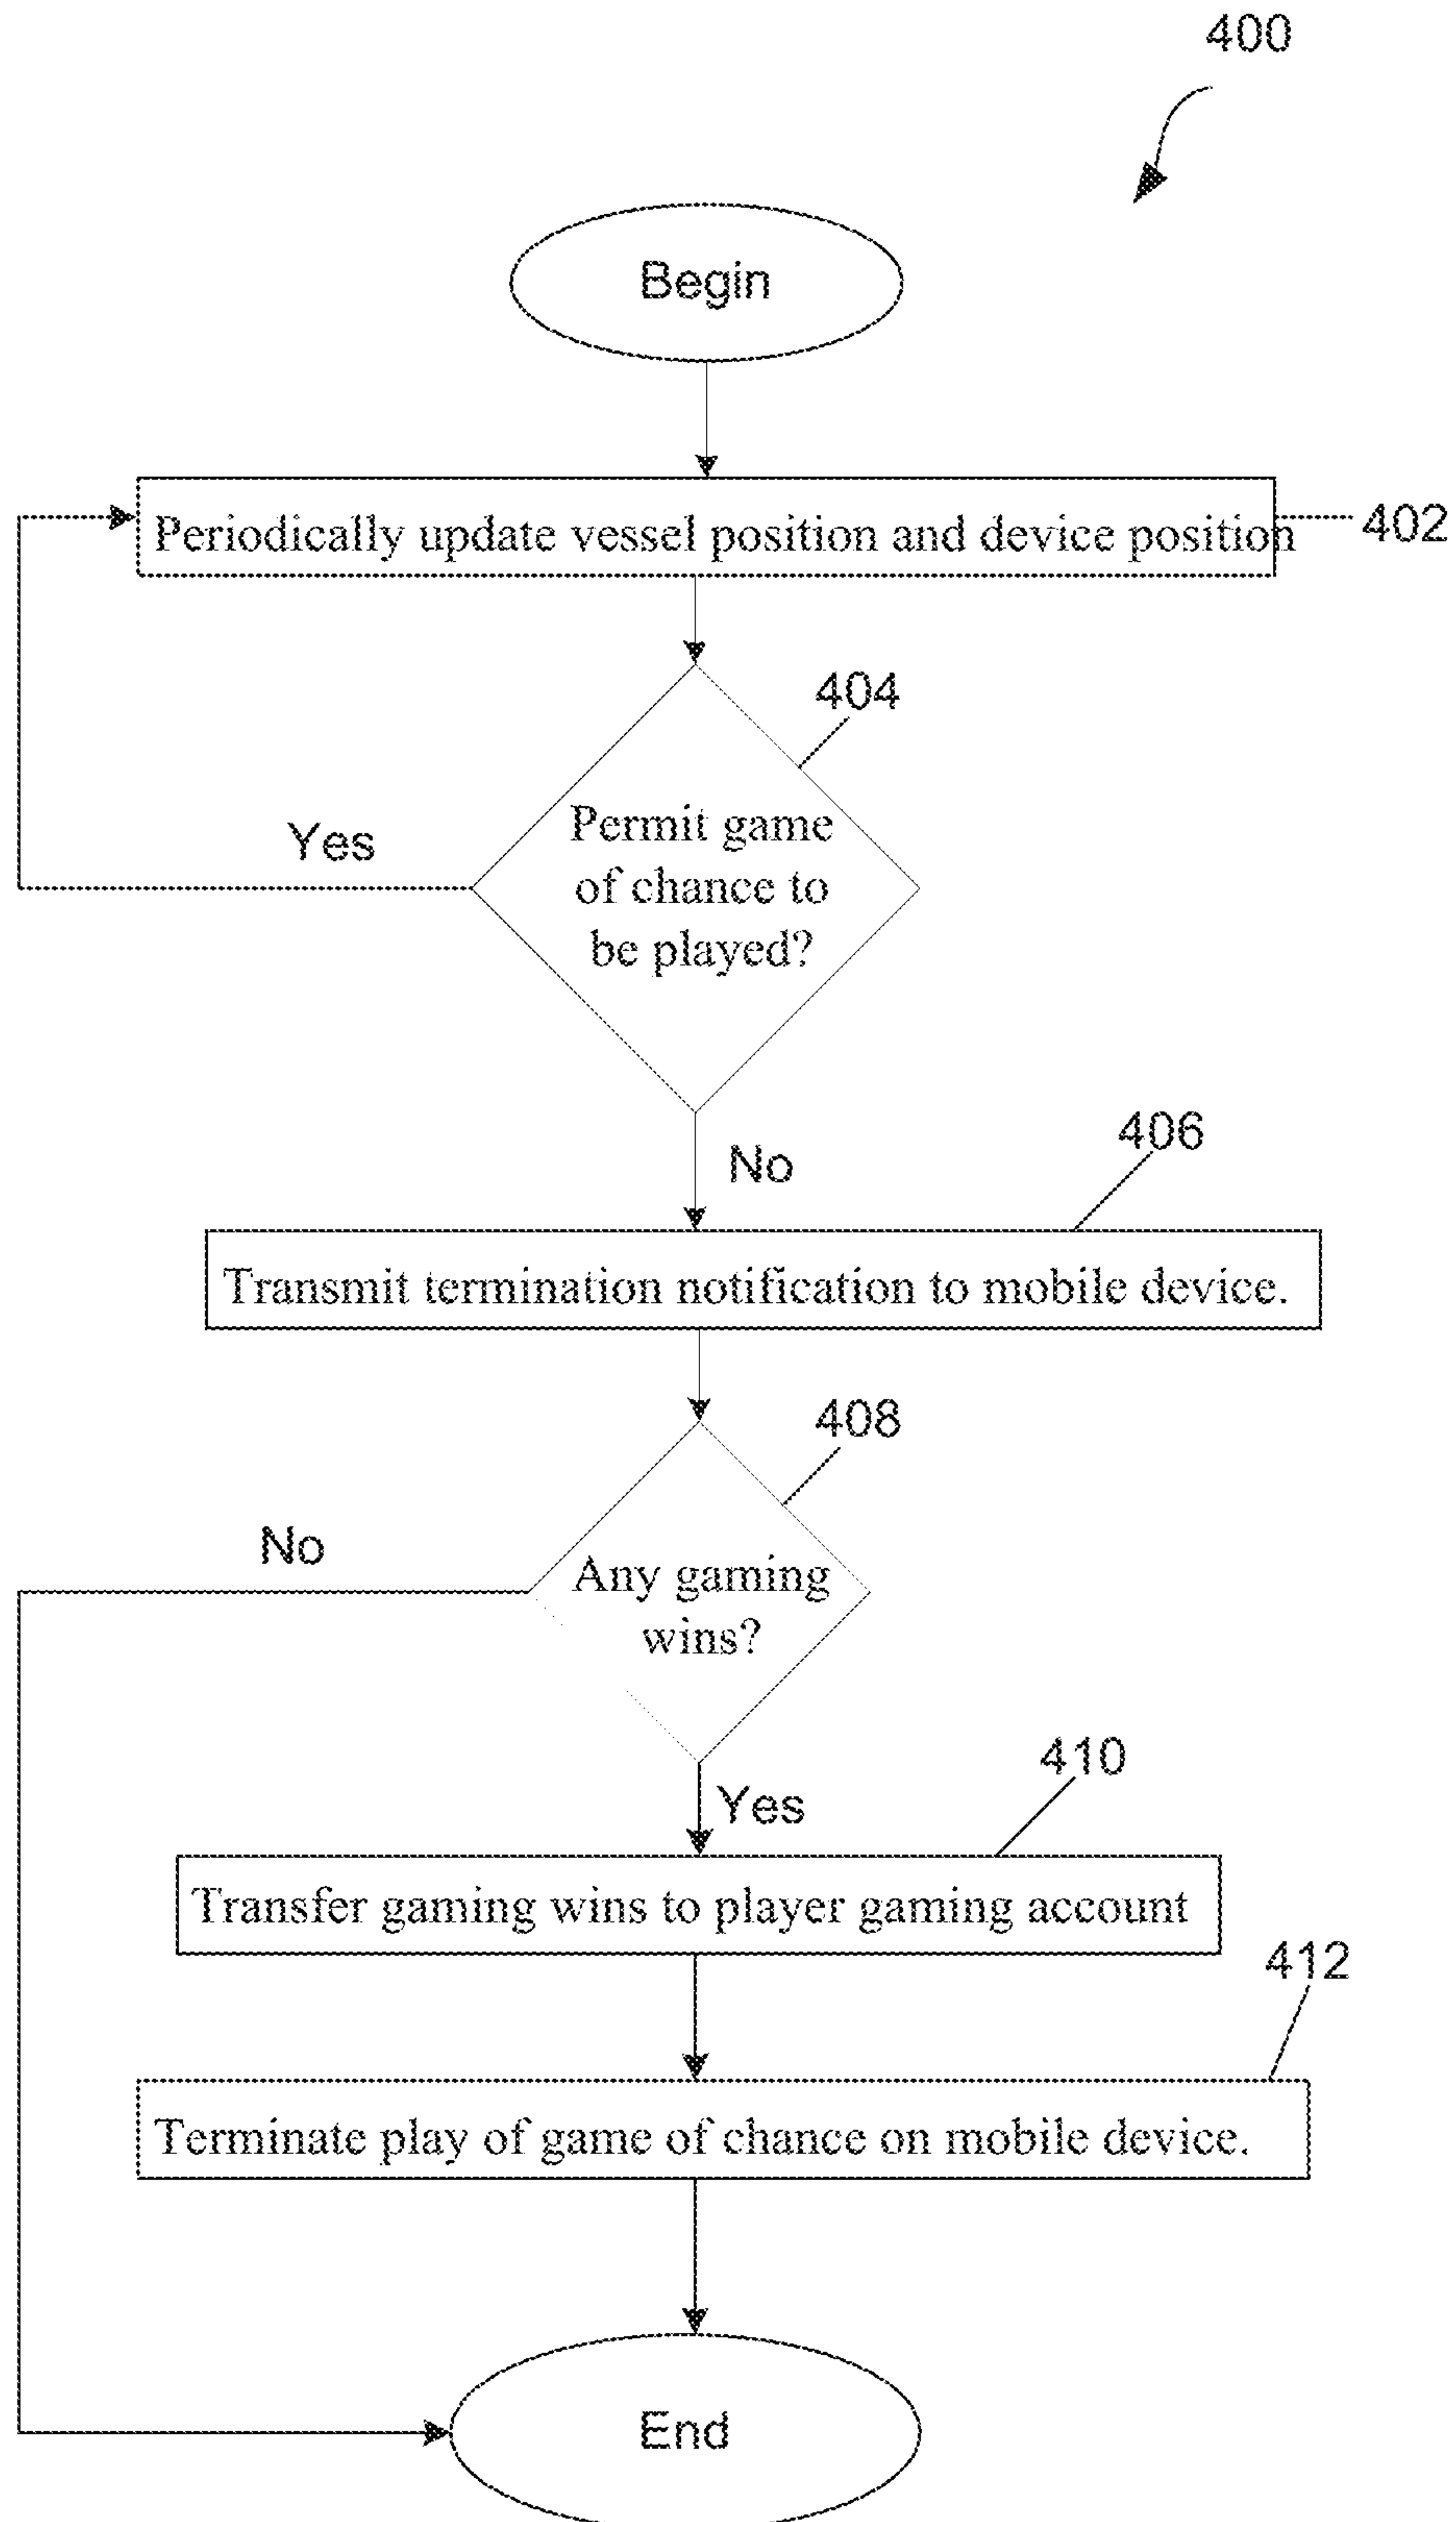 400
Begin
Periodically update vessel position and device position
402
404
Yes
Permit game
of chance to
be played?
406
No
Transmit termination notification to mobile device.
408
No
Any gaming
wins?
410
Yes
Transfer gaming wins to player gaming account
412
Terminate play of game of chance on mobile device.
End